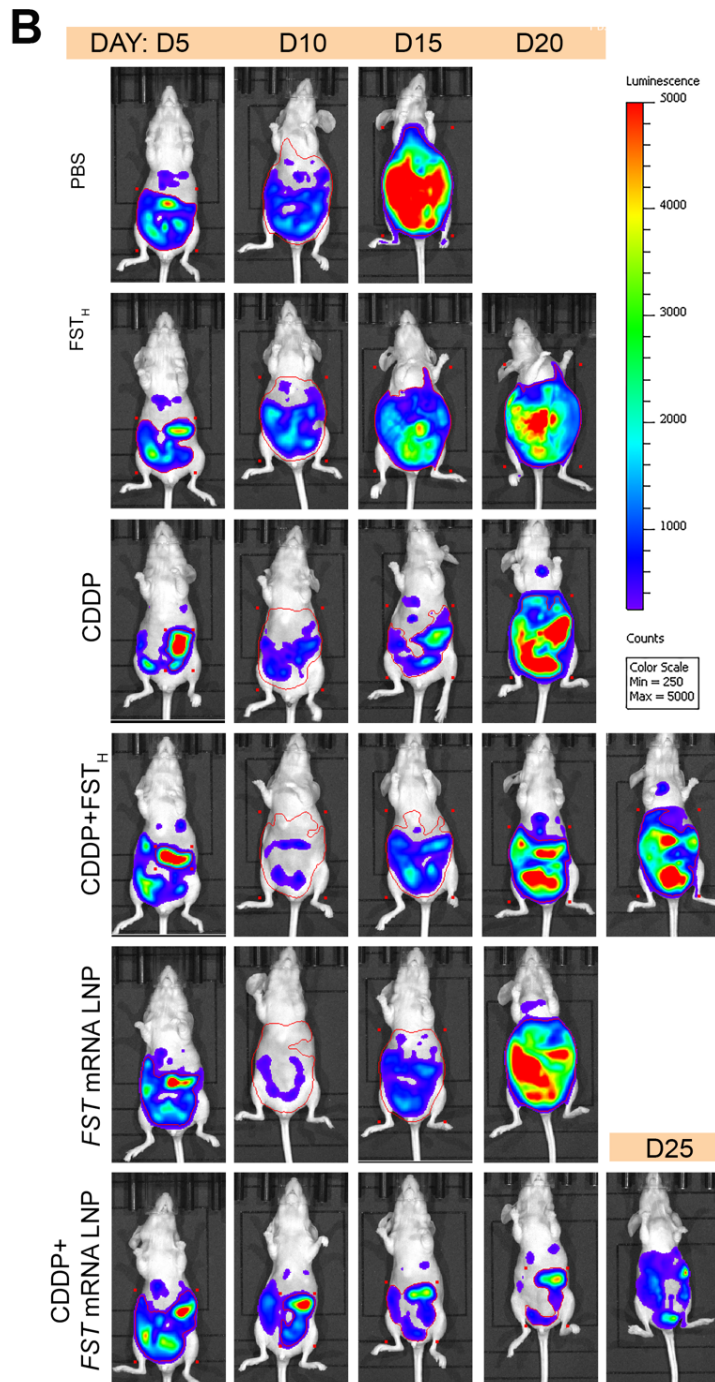 B
DAY: D5 D10 D15 D20
PBS
FSTH
CDDP
CDDP+FSTH
FST mRNA LNP
D25
CDDP+
FST mRNA LNP
Luminescence
5000
4000
3000
2000
1000
Counts
Color Scale
Min = 250
Max = 5000